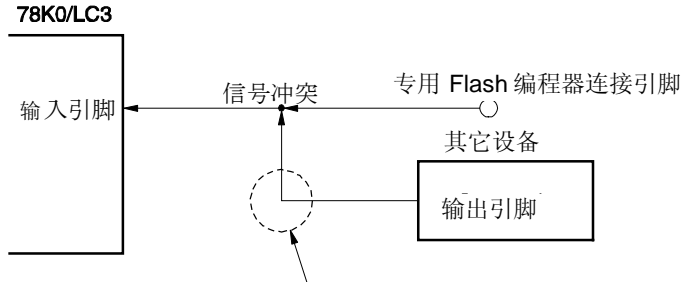 78K0/LC3
信号冲突
专用 Flash 编程器连接引脚
输入引脚
其它设备
输出引脚